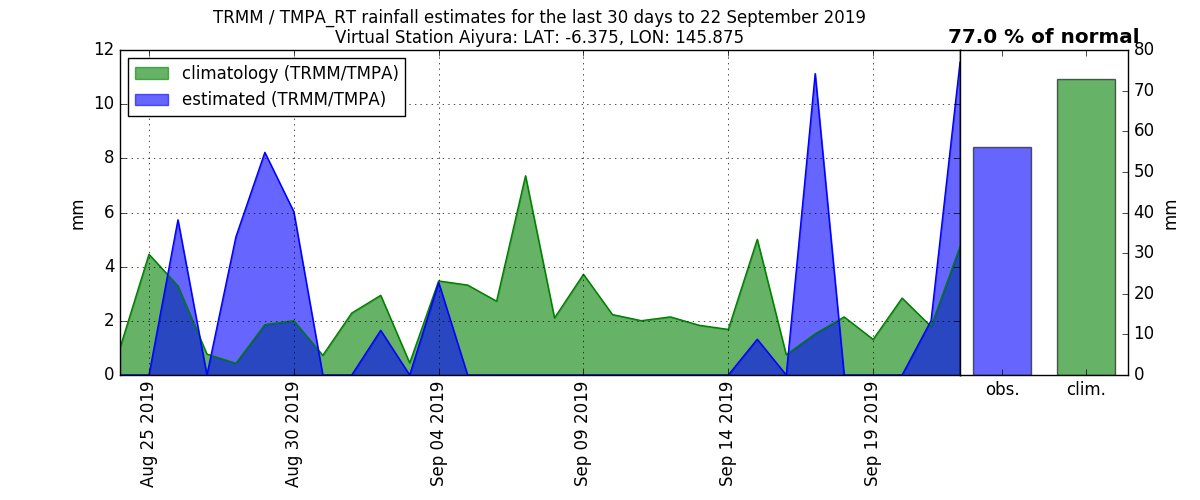 TRMM / TMPA_RT rainfall estimates for the last 30 days to 22 September 2019
Virtual Station Aiyura: LAT: -6.375, LON: 145.875
77.0 % of normal
climatology (TRMM/TMPA)
estimated (TRMM/TMPA)
mm
12
10
8
6
4
2
0
Aug 25 2019
Aug 30 2019
Sep 04 2019
Sep 09 2019
Sep 14 2019
Sep 19 2019
obs.
clim.
80
70
60
50
40
30
20
10
0
mm